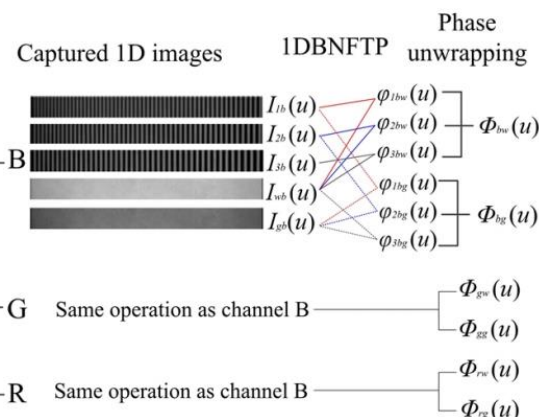 Captured 1D images
1DBNFTP
Phase
unwrapping
B
I1b(u)
I2b(u)
I3b(u)
Iwb(u)
Igb(u)
φ1bw(u)
φ2bw(u)
φ3bw(u)
φ1bg(u)
φ2bg(u)
φ3bg(u)
Φbw(u)
Φbg(u)
G
Same operation as channel B
Φgw(u)
Φgg(u)
R
Same operation as channel B
Φrw(u)
Φrg(u)